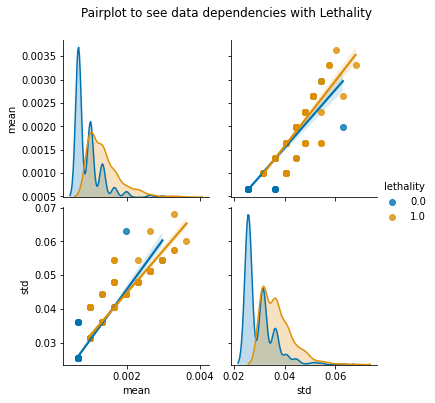 Pairplot to see data dependencies with Lethality
0.0035
0.0030
0.0025
0.0020
0.0015
0.0010
0.0005
mean
lethality
0.0
1.0
0.07
0.06
0.05
0.04
0.03
std
0.002 0.004
mean
0.02 0.04 0.06
std